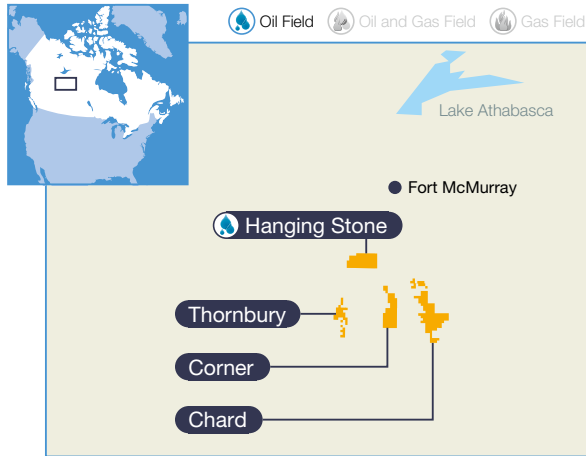 Oil Field
Oil and Gas Field
Gas Field
Lake Athabasca
Fort McMurray
Hanging Stone
Thornbury
Corner
Chard